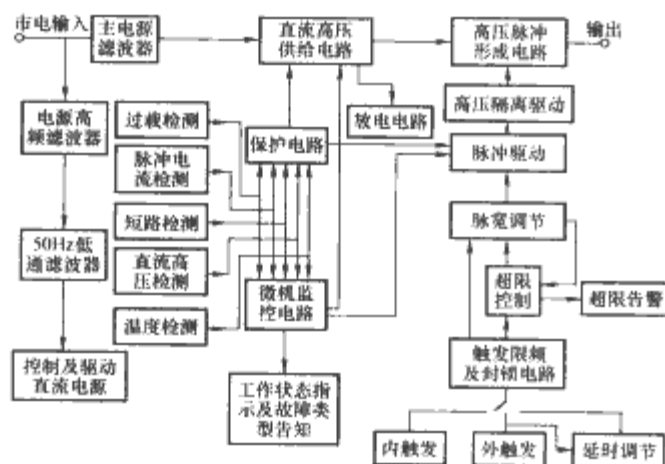 市电输入
主电源
滤波器
直流高压
供给电路
高压脉冲
形成电路
输出
电源高
频滤波器
过载检测
放电电路
高压隔离驱动
保护电路
脉冲驱动
脉冲电
流检测
短路检测
脉宽调节
50Hz低
通滤波器
直流高
压检测
微机监
控电路
超限
控制
超限告警
温度检测
控制及驱动
直流电源
触发限频
及封锁电路
工作状态指
示及故障类
型告知
内触发
外触发
延时调节